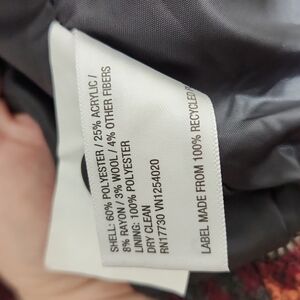 SHELL: 60% POLYESTER / 25% ACRYLIC /
8% RAYON / 3% WOOL / 4% OTHER FIBERS
LINING: 100% POLYESTER
DRY CLEAN
RN17730 VN1254020
LABEL MADE FROM 100% RECYCLED